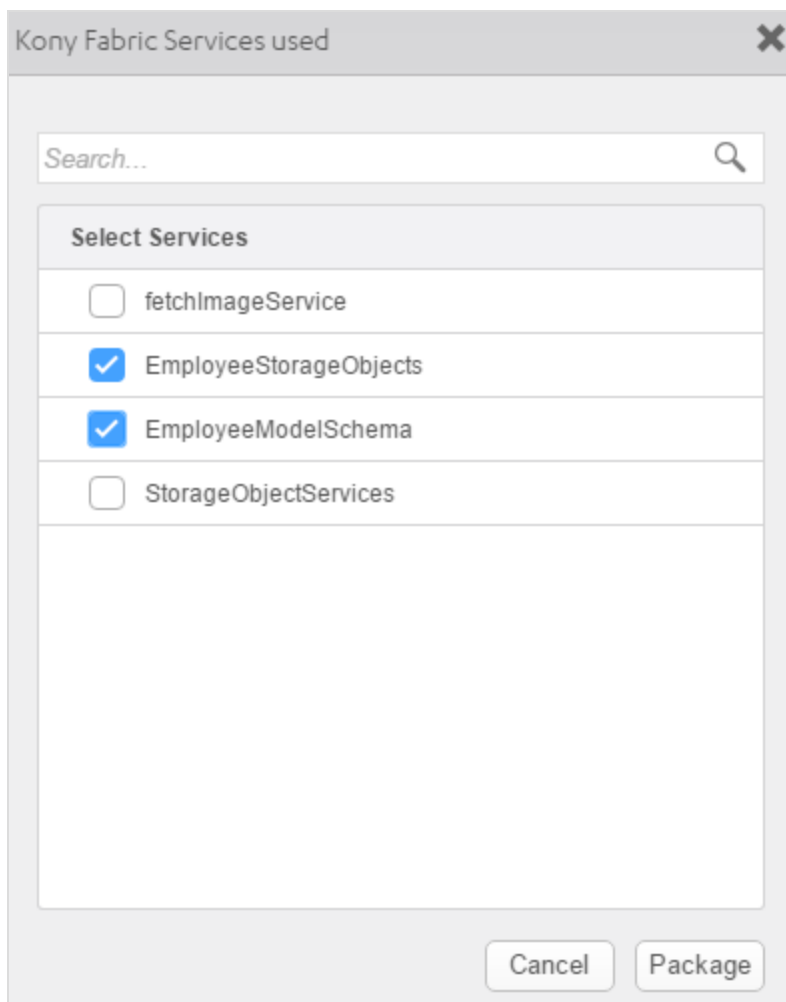 Kony Fabric Services used
Search...
Select Services
fetchImageService
EmployeeStorageObjects
EmployeeModelSchema
StorageObjectServices
Cancel Package